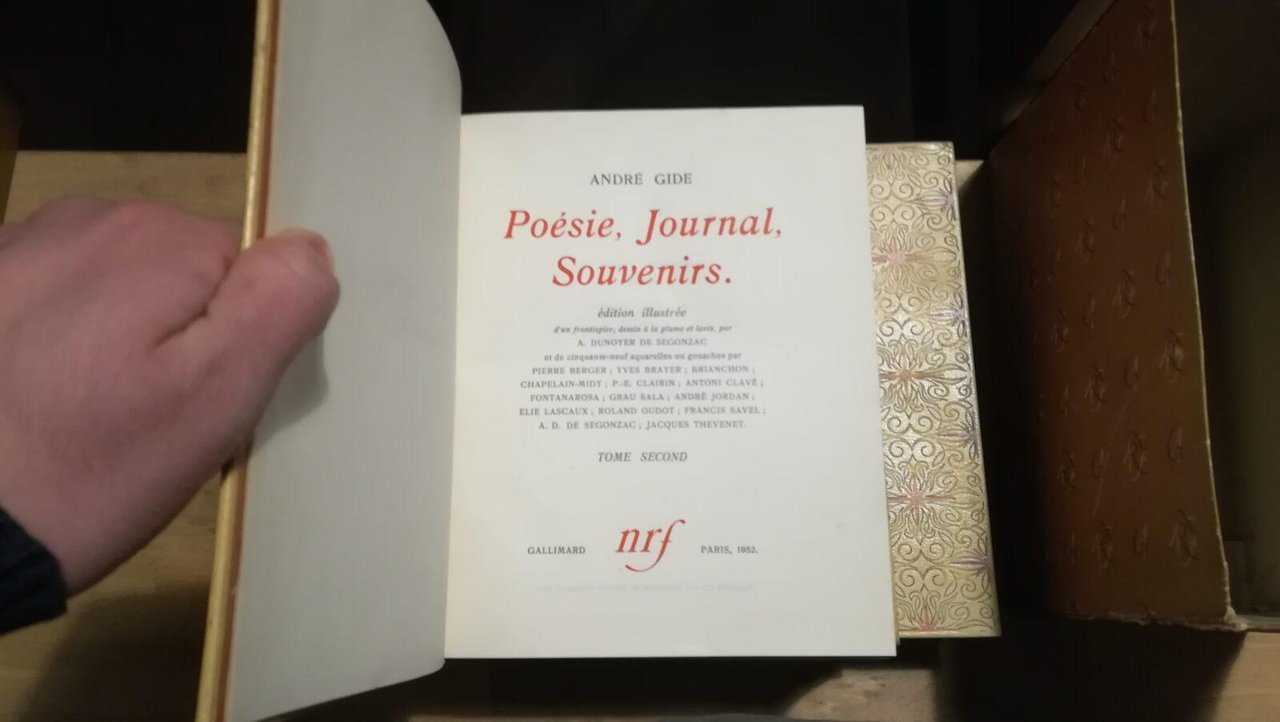 ANDRÉ GIDE
Poésie, Journal,
Souvenirs.
édition illustrée
d'un frontispice, dessin à la plume et lavis, par
A. DUNOYER DE SEGONZAC
et de cinquante-neuf aquarelles ou gouaches par
PIERRE BERGER ; YVES BRAYER ; BRIANCHON ;
CHAPELAIN-MIDY ; P.-E. CLAIRIN ; ANTONI CLAVÉ ;
FONTANAROSA ; GRAU SALA ; ANDRÉ JORDAN ;
ELIE LASCAUX ; ROLAND OUDOT ; FRANCIS SAVEL ;
A. D. DE SEGONZAC ; JACQUES THEVENET.
TOME SECOND
GALLIMARD nrf PARIS, 1952.